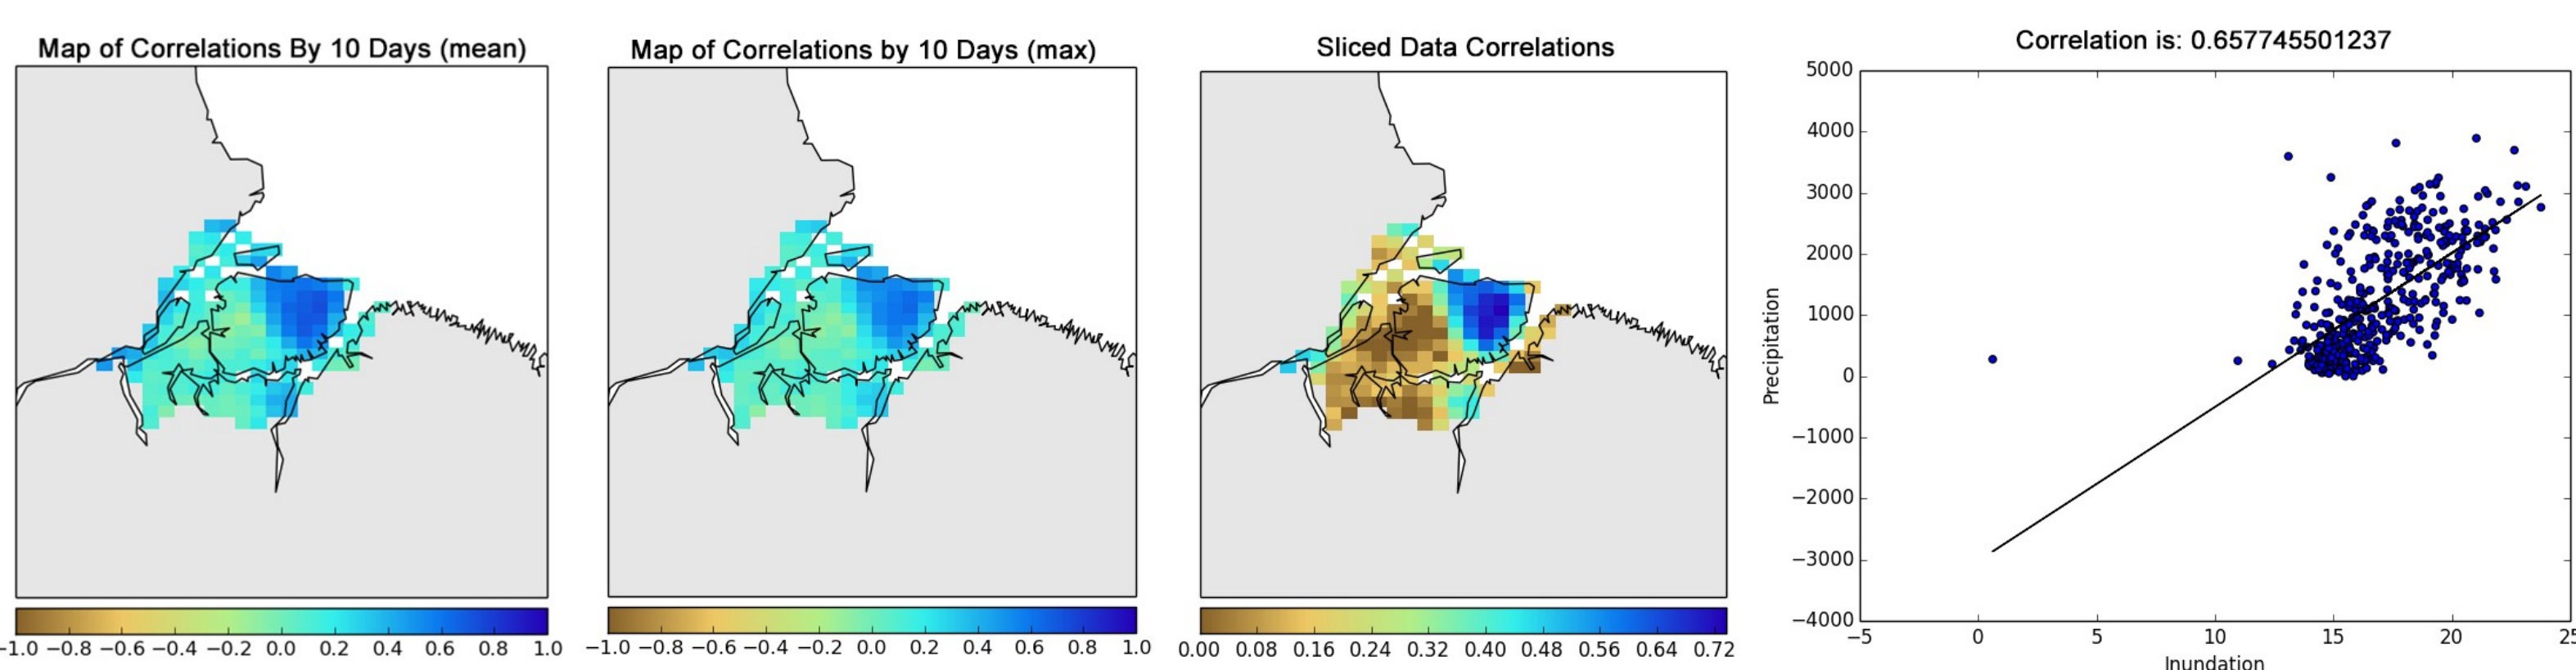 Map of Correlations By 10 Days (mean)
−1.0 −0.8 −0.6 −0.4 −0.2 0.0 0.2 0.4 0.6 0.8 1.0
Map of Correlations by 10 Days (max)
−1.0 −0.8 −0.6 −0.4 −0.2 0.0 0.2 0.4 0.6 0.8 1.0
Sliced Data Correlations
0.00 0.08 0.16 0.24 0.32 0.40 0.48 0.56 0.64 0.72
Correlation is: 0.657745501237
5000
4000
3000
2000
1000
0
−1000
−2000
−3000
−4000
Precipitation
−5 0 5 10 15 20 25
Inundation